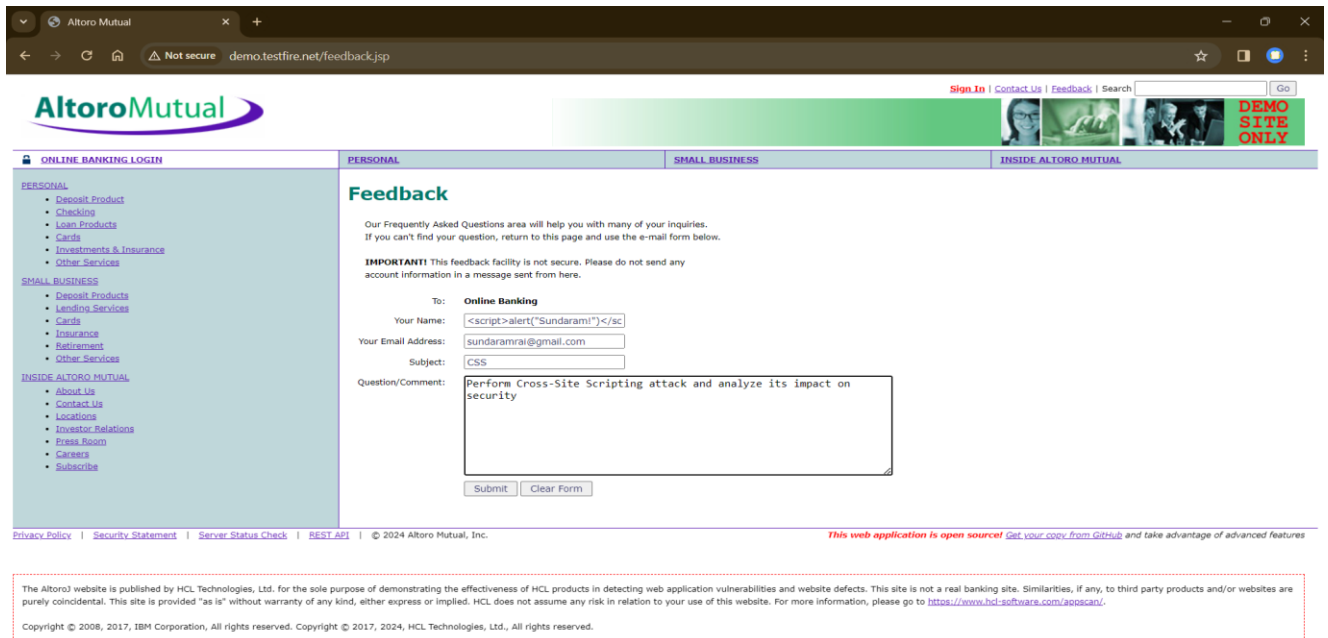 Altoro Mutual
Not secure demo.testfire.net/feedback.jsp
Sign In | Contact Us | Feedback | Search Go
AltoroMutual
DEMO
SITE
ONLY
ONLINE BANKING LOGIN PERSONAL SMALL BUSINESS INSIDE ALTORO MUTUAL
PERSONAL
Deposit Product
Checking
Loan Products
Cards
Investments & Insurance
Other Services
SMALL BUSINESS
Deposit Products
Lending Services
Cards
Insurance
Retirement
Other Services
INSIDE ALTORO MUTUAL
About Us
Contact Us
Locations
Investor Relations
Press Room
Careers
Subscribe
Feedback
Our Frequently Asked Questions area will help you with many of your inquiries.
If you can't find your question, return to this page and use the e-mail form below.
IMPORTANT! This feedback facility is not secure. Please do not send any
account information in a message sent from here.
To: Online Banking
Your Name: <script>alert("Sundaram!")</sc
Your Email Address: sundaramrai@gmail.com
Subject: CSS
Question/Comment: Perform Cross-Site Scripting attack and analyze its impact on
security
Submit Clear Form
Privacy Policy | Security Statement | Server Status Check | REST API | © 2024 Altoro Mutual, Inc. This web application is open source! Get your copy from GitHub and take advantage of advanced features
The AltoroJ website is published by HCL Technologies, Ltd. for the sole purpose of demonstrating the effectiveness of HCL products in detecting web application vulnerabilities and website defects. This site is not a real banking site. Similarities, if any, to third party products and/or websites are
purely coincidental. This site is provided "as is" without warranty of any kind, either express or implied. HCL does not assume any risk in relation to your use of this website. For more information, please go to https://www.hcl-software.com/appscan/.
Copyright © 2008, 2017, IBM Corporation, All rights reserved. Copyright © 2017, 2024, HCL Technologies, Ltd., All rights reserved.